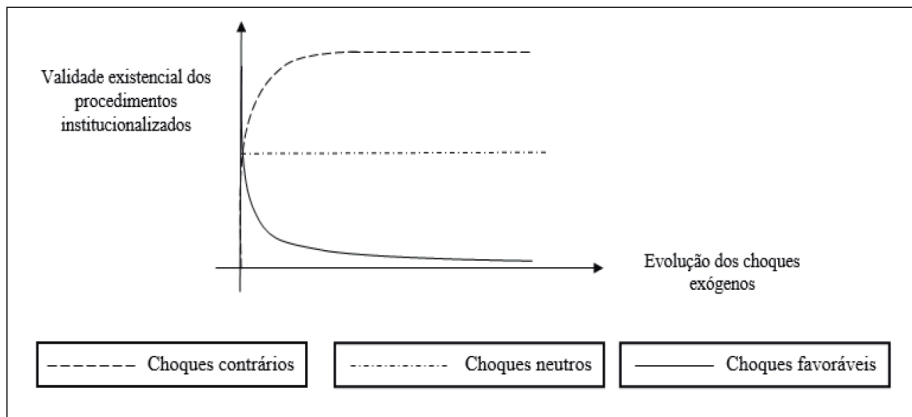 Validade existencial dos
procedimentos
institucionalizados
Evolução dos choques
exógenos
Choques contrários
Choques neutros
Choques favoráveis